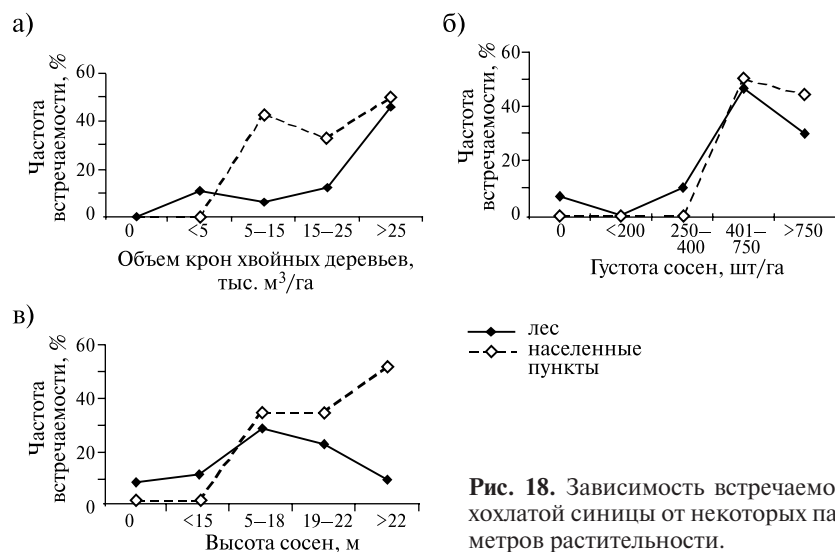 а)
Частота
встречаемости, %
60
40
20
0
0 <5 5–15 15–25 >25
Объем крон хвойных деревьев,
тыс. м³/га
б)
Частота
встречаемости, %
60
40
20
0
0 <200 250– 401– >750
400 750
Густота сосен, шт/га
в)
Частота
встречаемости, %
60
40
20
0
0 <15 5–18 19–22 >22
Высота сосен, м
лес
населенные
пункты
Рис. 18. Зависимость встречаемо
хохлатой синицы от некоторых па
метров растительности.